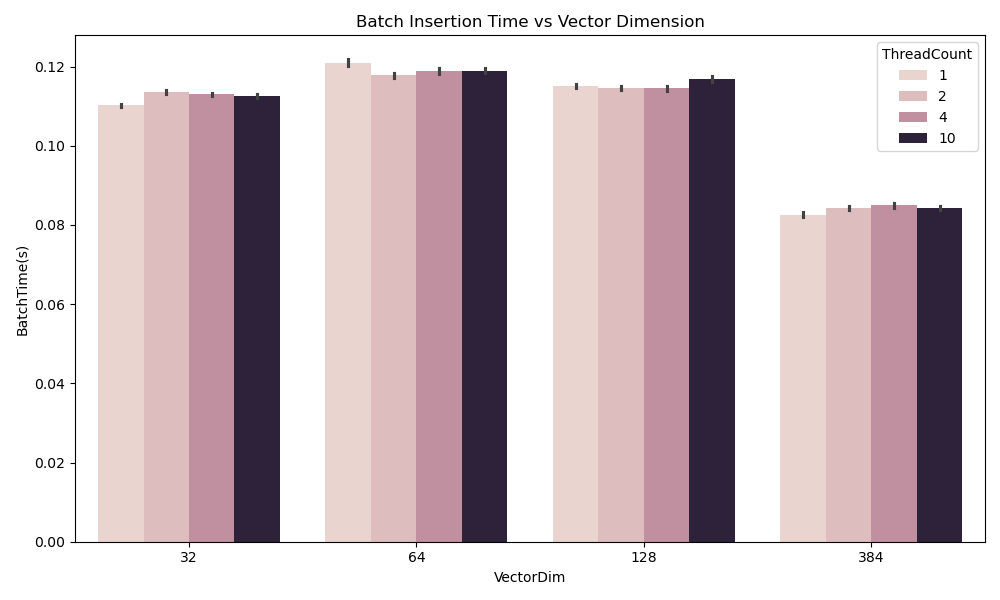 Batch Insertion Time vs Vector Dimension
ThreadCount
1
2
4
10
BatchTime(s)
0.12
0.10
0.08
0.06
0.04
0.02
0.00
32 64 128 384
VectorDim